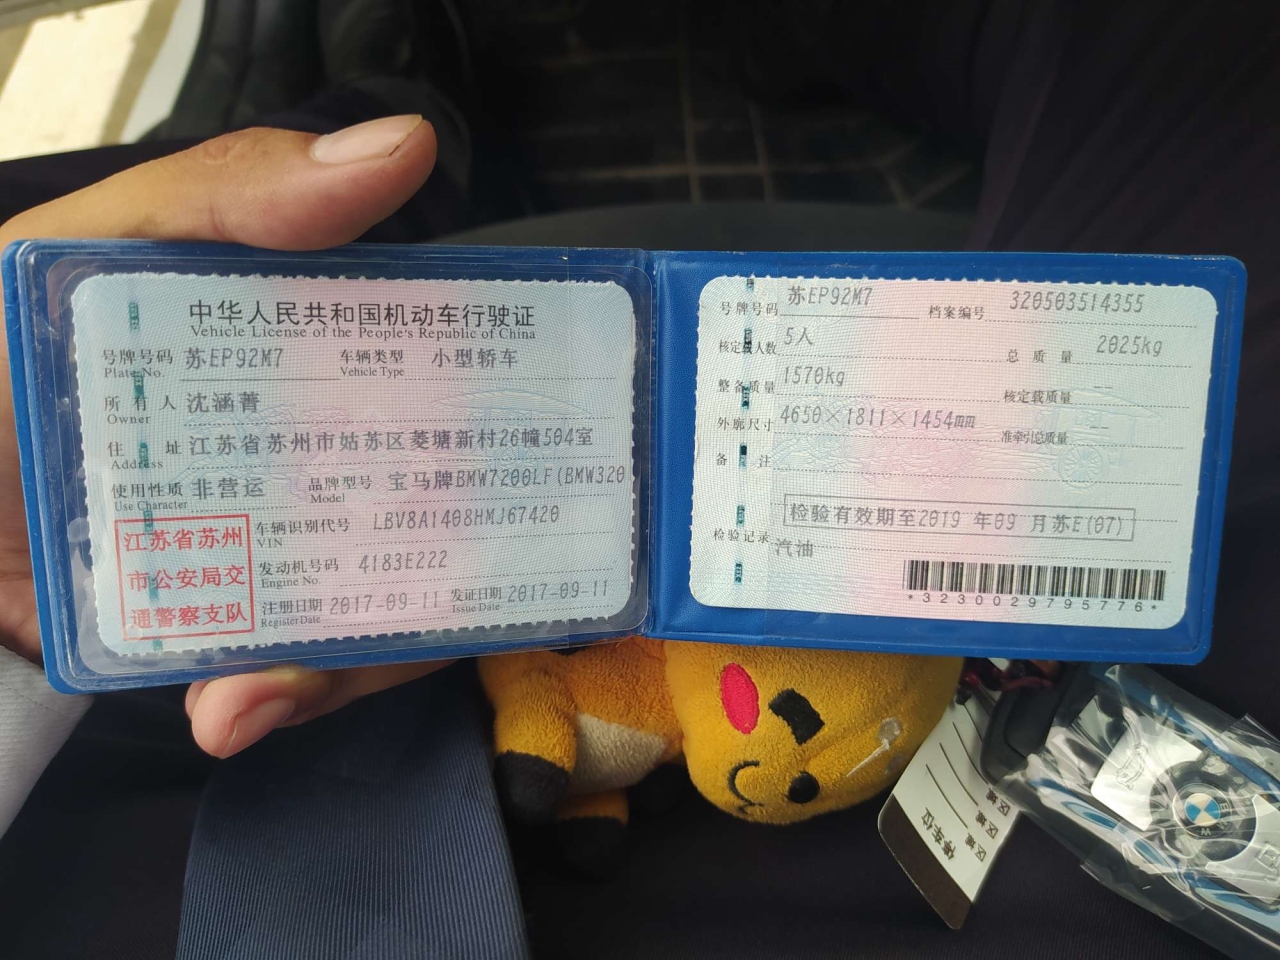 中华人民共和国机动车行驶证
Vehicle License of the People's Republic of China
号牌号码 苏EP92M7 车辆类型 小型轿车
Plate No. Vehicle Type
所有人 沈涵菁
Owner
住址 江苏省苏州市姑苏区菱塘新村26幢504室
Address
使用性质 非营运 品牌型号 宝马牌BMW7200LF(BMW320
Use Character Model
江苏省苏州
市公安局交
通警察支队
车辆识别代号 LBV8A1408HMJ67420
VIN
发动机号码 4183E222
Engine No.
注册日期 2017-09-11 发证日期 2017-09-11
Register Date Issue Date
号牌号码 苏EP92M7 档案编号 320503514355
核定载人数 5人 总质量 2025kg
整备质量 1570kg 核定载质量 --
外廓尺寸 4650×1811×1454mm 准牵引总质量 --
备注
检验有效期至2019年09月苏E(07)
检验记录
汽油
*3230029795776*
停车位
区域
区域
区域